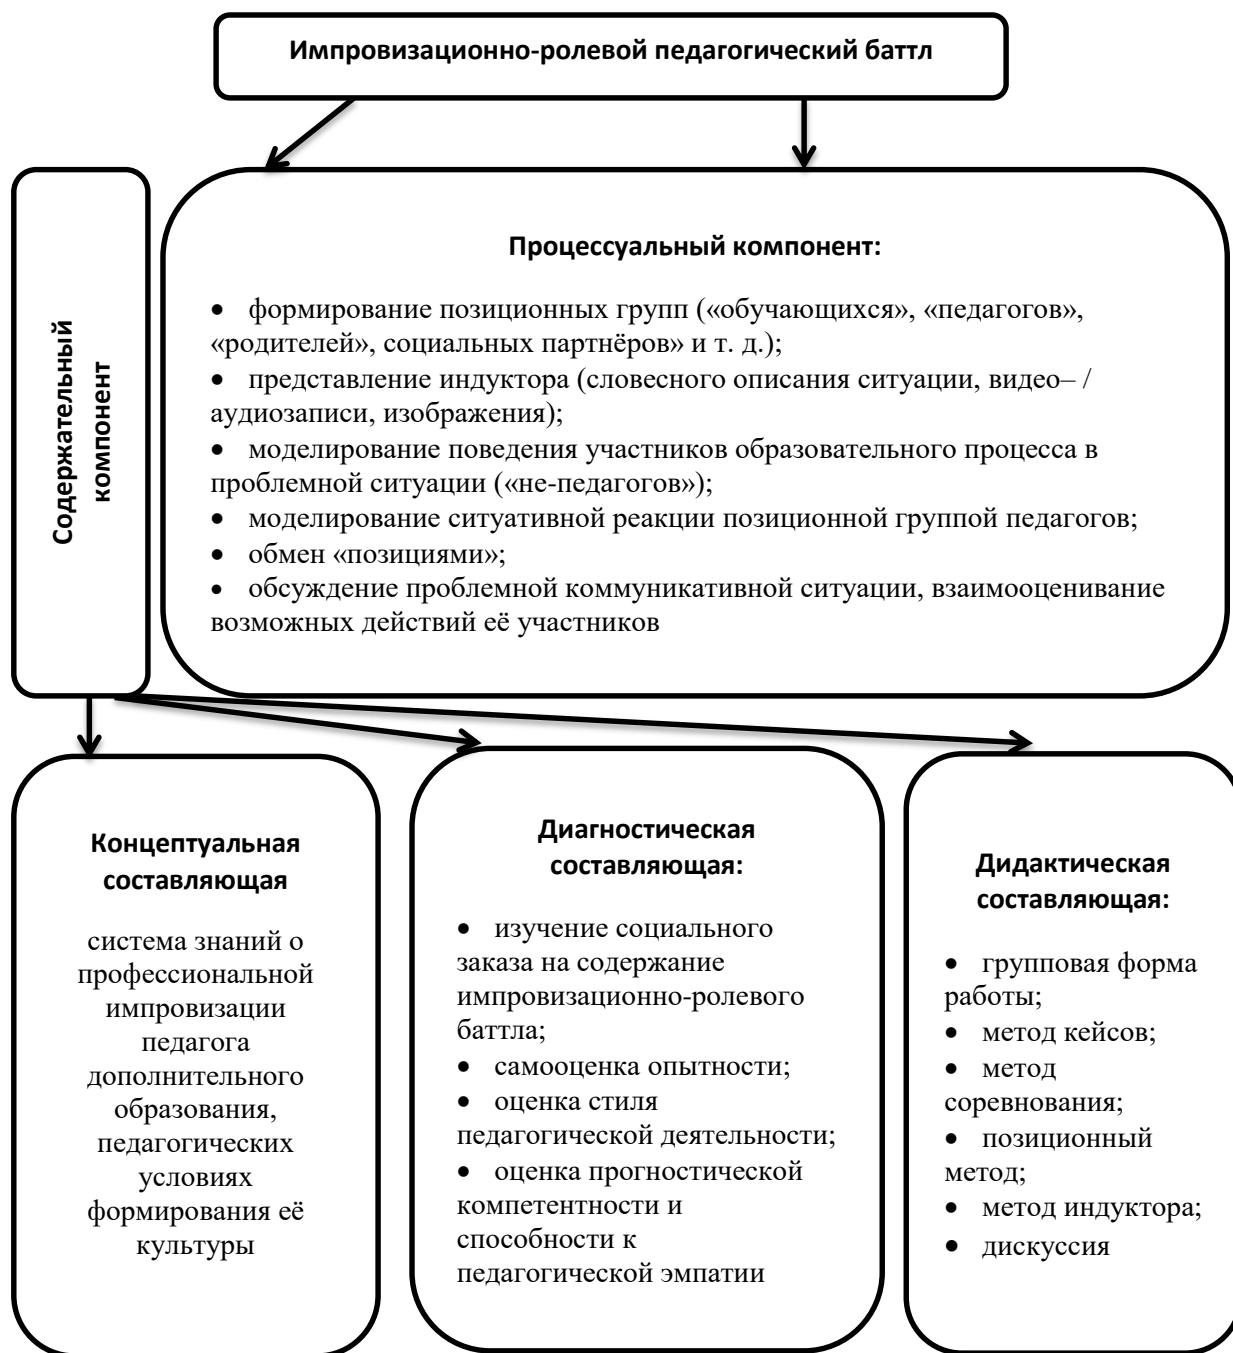 Импровизационно-ролевой педагогический баттл
Содержательный
компонент
Процессуальный компонент:
• формирование позиционных групп («обучающихся», «педагогов»,
«родителей», социальных партнёров» и т. д.);
• представление индуктора (словесного описания ситуации, видео– /
аудиозаписи, изображения);
• моделирование поведения участников образовательного процесса в
проблемной ситуации («не-педагогов»);
• моделирование ситуативной реакции позиционной группой педагогов;
• обмен «позициями»;
• обсуждение проблемной коммуникативной ситуации, взаимооценивание
возможных действий её участников
Концептуальная
составляющая
система знаний о
профессиональной
импровизации
педагога
дополнительного
образования,
педагогических
условиях
формирования её
культуры
Диагностическая
составляющая:
• изучение социального
заказа на содержание
импровизационно-ролевого
баттла;
• самооценка опытности;
• оценка стиля
педагогической деятельности;
• оценка прогностической
компетентности и
способности к
педагогической эмпатии
Дидактическая
составляющая:
• групповая форма
работы;
• метод кейсов;
• метод
соревнования;
• позиционный
метод;
• метод индуктора;
• дискуссия